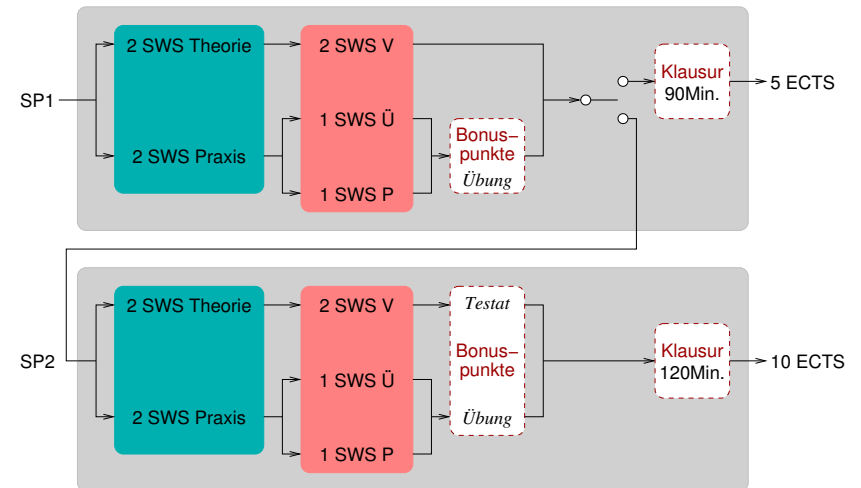 SP1
2 SWS Theorie
2 SWS Praxis
2 SWS V
1 SWS Ü
1 SWS P
Bonus–
punkte
Übung
Klausur
90Min.
5 ECTS
SP2
2 SWS Theorie
2 SWS Praxis
2 SWS V
1 SWS Ü
1 SWS P
Testat
Bonus–
punkte
Übung
Klausur
120Min.
10 ECTS